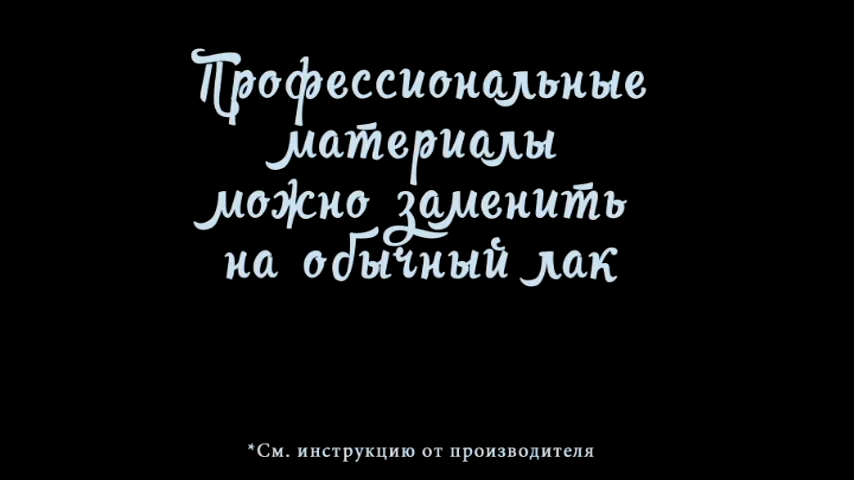 Профессиональные
материалы
можно заменить
на обычный лак
*См. инструкцию от производителя